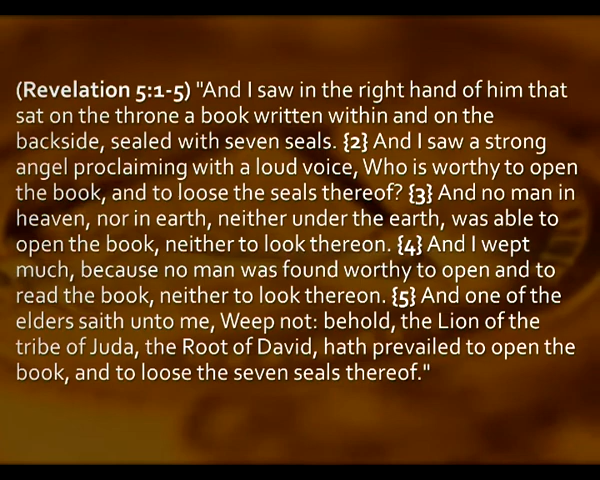 (Revelation 5:1-5) "And I saw in the right hand of him that
sat on the throne a book written within and on the
backside, sealed with seven seals. {2} And I saw a strong
angel proclaiming with a loud voice, Who is worthy to open
the book, and to loose the seals thereof? {3} And no man in
heaven, nor in earth, neither under the earth, was able to
open the book, neither to look thereon. {4} And I wept
much, because no man was found worthy to open and to
read the book, neither to look thereon. {5} And one of the
elders saith unto me, Weep not: behold, the Lion of the
tribe of Juda, the Root of David, hath prevailed to open the
book, and to loose the seven seals thereof."